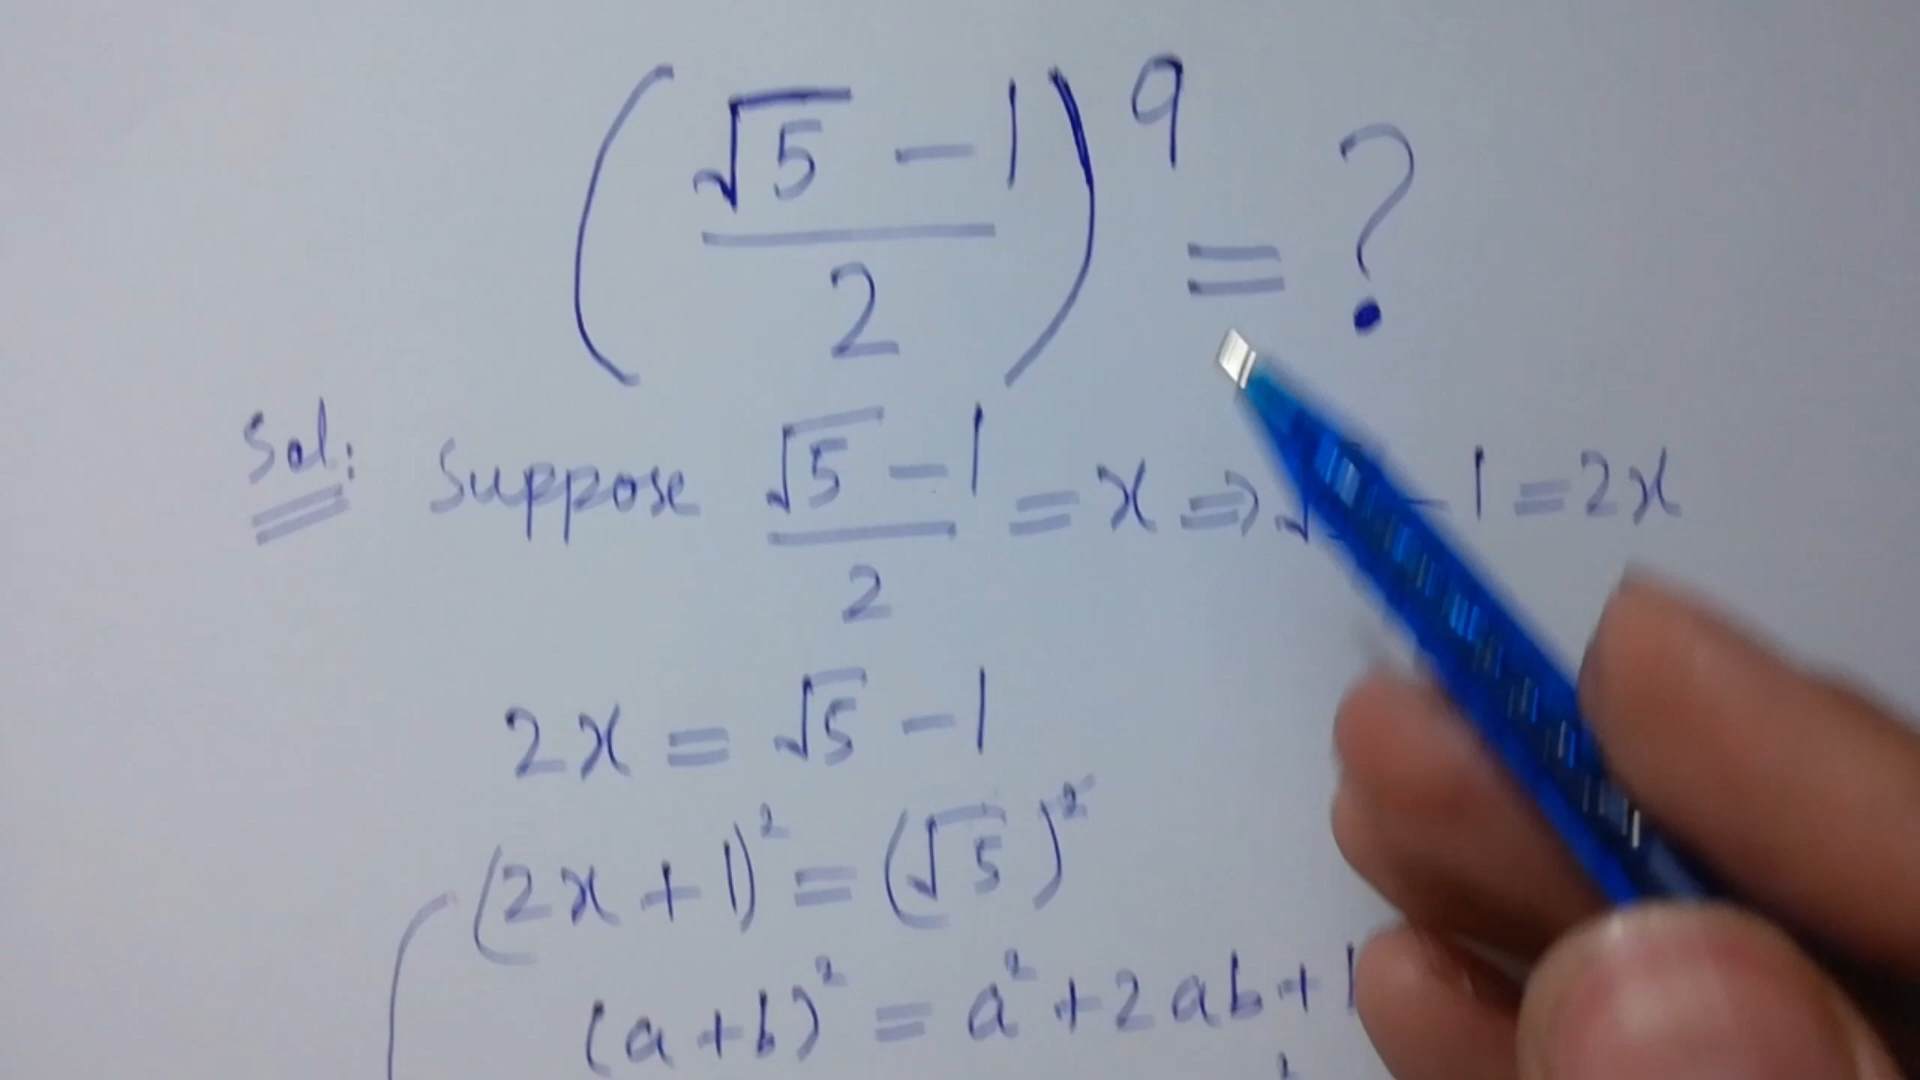 (√5 - 1 / 2)^9 = ?
Sol: Suppose √5 - 1 / 2 = x ⇒ √ - 1 = 2x
2x = √5 - 1
(2x + 1)² = (√5)²
(a + b)² = a² + 2ab +